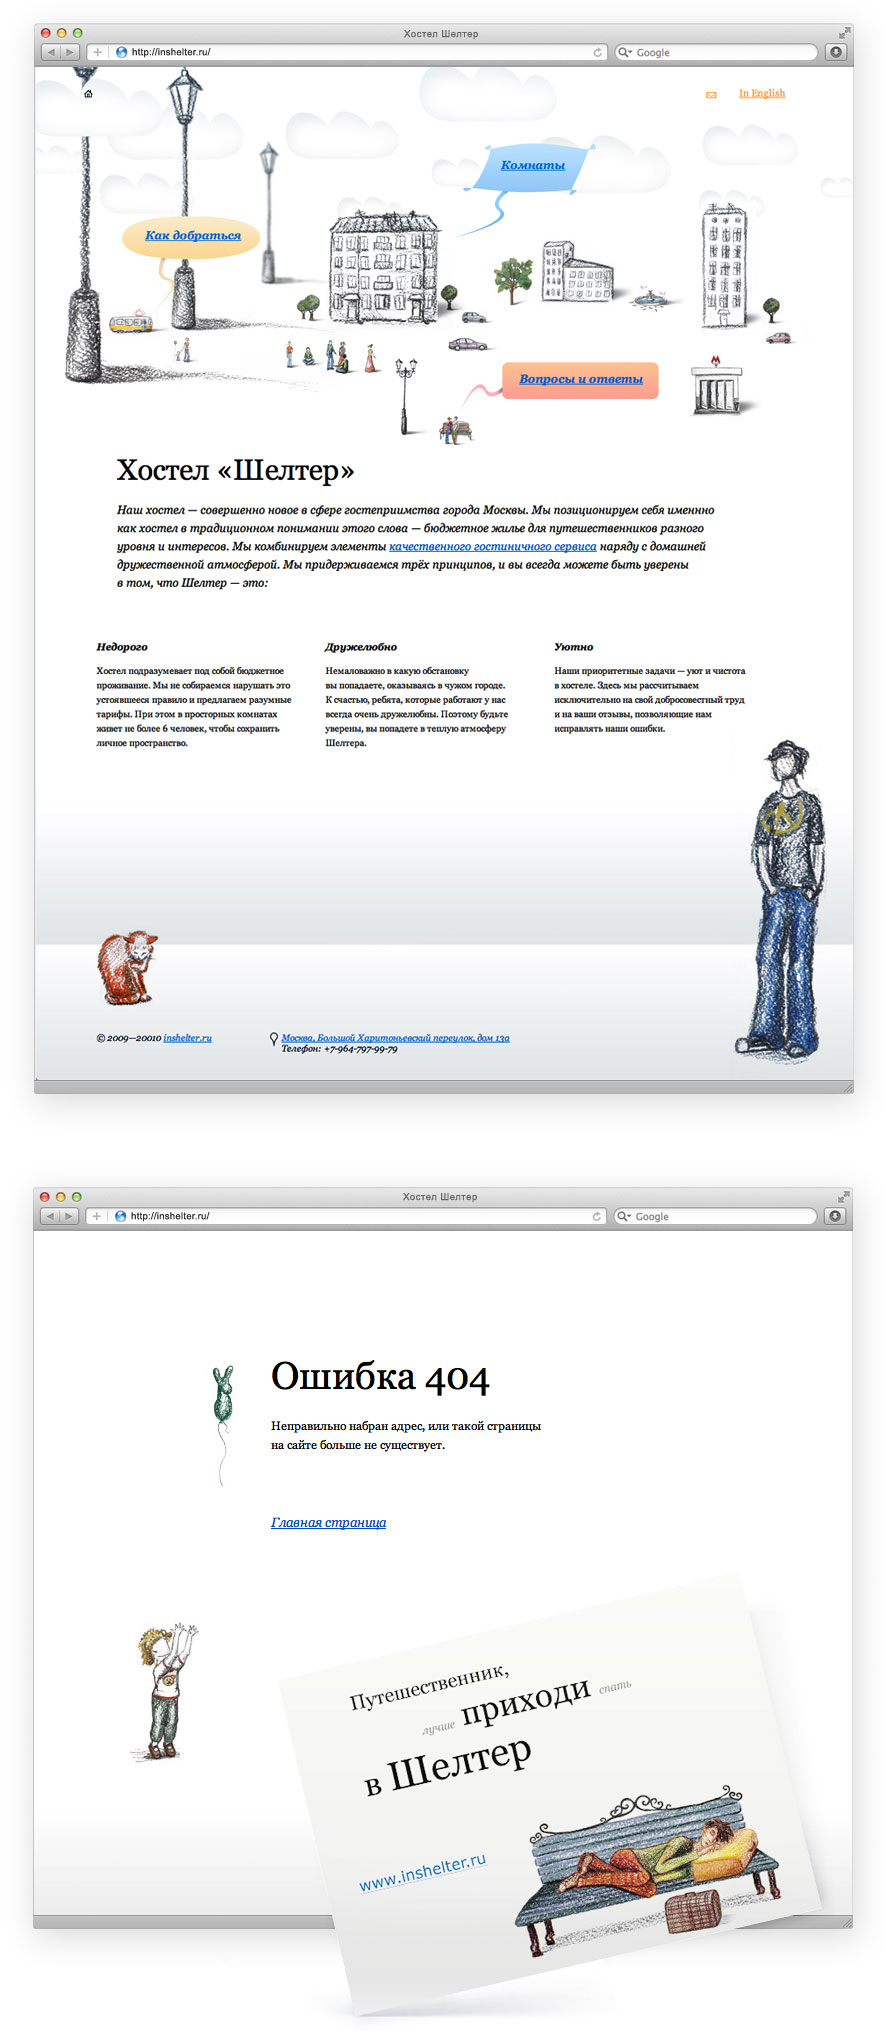 Хостел Шелтер
http://inshelter.ru/
Google
In English
Комнаты
Как добраться
Вопросы и ответы
М
Хостел «Шелтер»
Наш хостел — совершенно новое в сфере гостеприимства города Москвы. Мы позиционируем себя именнно
как хостел в традиционном понимании этого слова — бюджетное жилье для путешественников разного
уровня и интересов. Мы комбинируем элементы качественного гостиничного сервиса наряду с домашней
дружественной атмосферой. Мы придерживаемся трёх принципов, и вы всегда можете быть уверены
в том, что Шелтер — это:
Недорого
Хостел подразумевает под собой бюджетное
проживание. Мы не собираемся нарушать это
устоявшееся правило и предлагаем разумные
тарифы. При этом в просторных комнатах
живет не более 6 человек, чтобы сохранить
личное пространство.
Дружелюбно
Немаловажно в какую обстановку
вы попадаете, оказываясь в чужом городе.
К счастью, ребята, которые работают у нас
всегда очень дружелюбны. Поэтому будьте
уверены, вы попадете в теплую атмосферу
Шелтера.
Уютно
Наши приоритетные задачи — уют и чистота
в хостеле. Здесь мы рассчитываем
исключительно на свой добросовестный труд
и на ваши отзывы, позволяющие нам
исправлять наши ошибки.
© 2009—20010 inshelter.ru
Москва, Большой Харитоньевский переулок, дом 13а
Телефон: +7-964-797-99-79
Хостел Шелтер
http://inshelter.ru/
Google
Ошибка 404
Неправильно набран адрес, или такой страницы
на сайте больше не существует.
Главная страница
Путешественник,
лучше приходи спать
в Шелтер
www.inshelter.ru